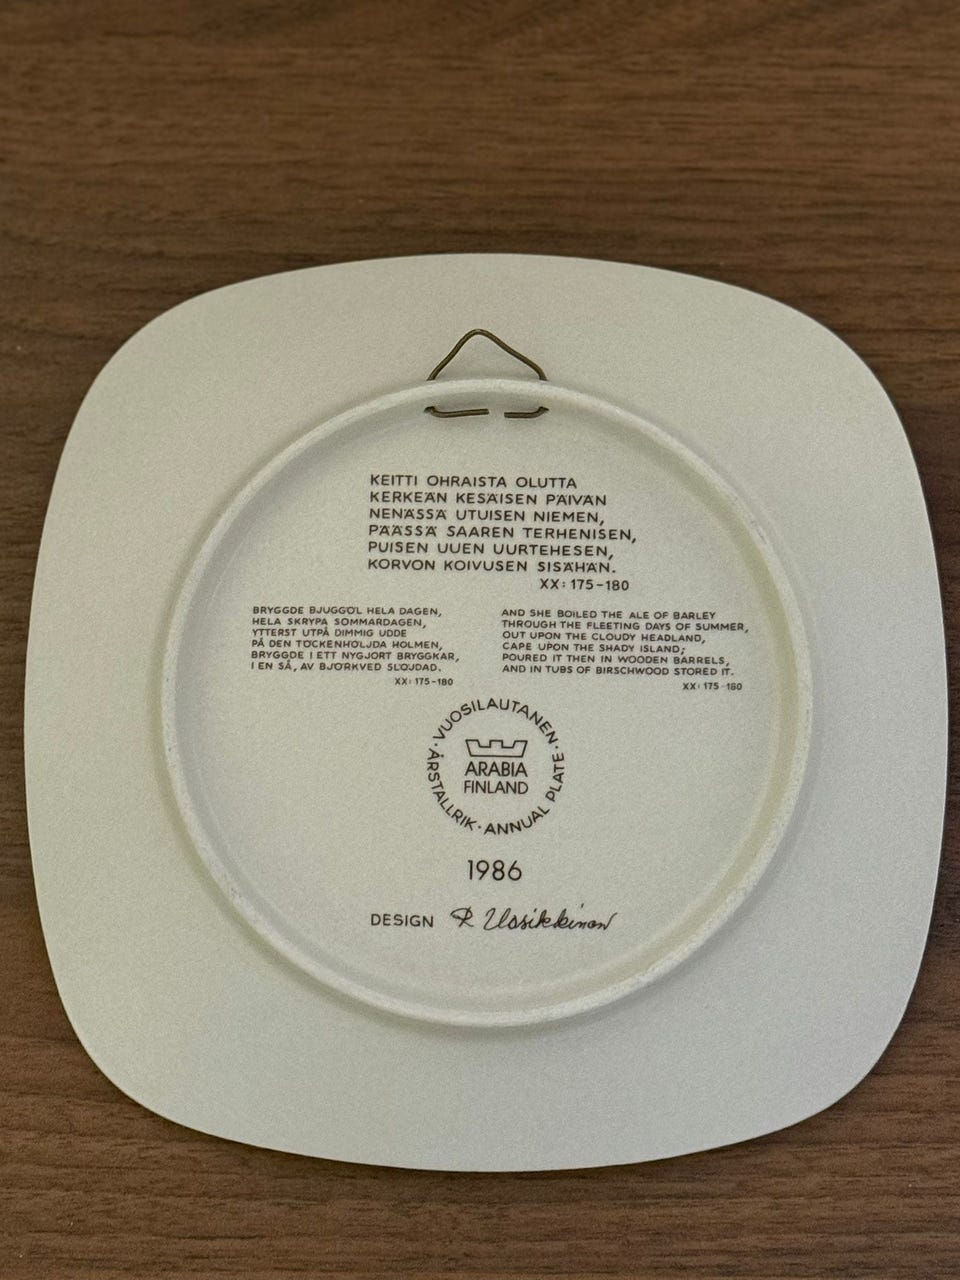 KEITTI OHRAISTA OLUTTA
KERKEÄN KESÄISEN PÄIVÄN
NENÄSSÄ UTUISEN NIEMEN,
PÄÄSSÄ SAAREN TERHENISEN,
PUISEN UUEN UURTEHESEN,
KORVON KOIVUSEN SISÄHÄN.
XX: 175-180
BRYGGDE BJUGGÖL HELA DAGEN,
HELA SKRYPA SOMMARDAGEN,
YTTERST UTPÅ DIMMIG UDDE
PÅ DEN TÖCKENHÖLJDA HOLMEN,
BRYGGDE I ETT NYGJORT BRYGGKAR,
I EN SÅ, AV BJÖRKVED SLÖJDAD.
XX: 175-180
AND SHE BOILED THE ALE OF BARLEY
THROUGH THE FLEETING DAYS OF SUMMER,
OUT UPON THE CLOUDY HEADLAND,
CAPE UPON THE SHADY ISLAND;
POURED IT THEN IN WOODEN BARRELS,
AND IN TUBS OF BIRSCHWOOD STORED IT.
XX: 175-180
· VUOSILAUTANEN · ANNUAL PLATE · ÅRSTALLRIK
ARABIA
FINLAND
1986
DESIGN R Uosikkinen